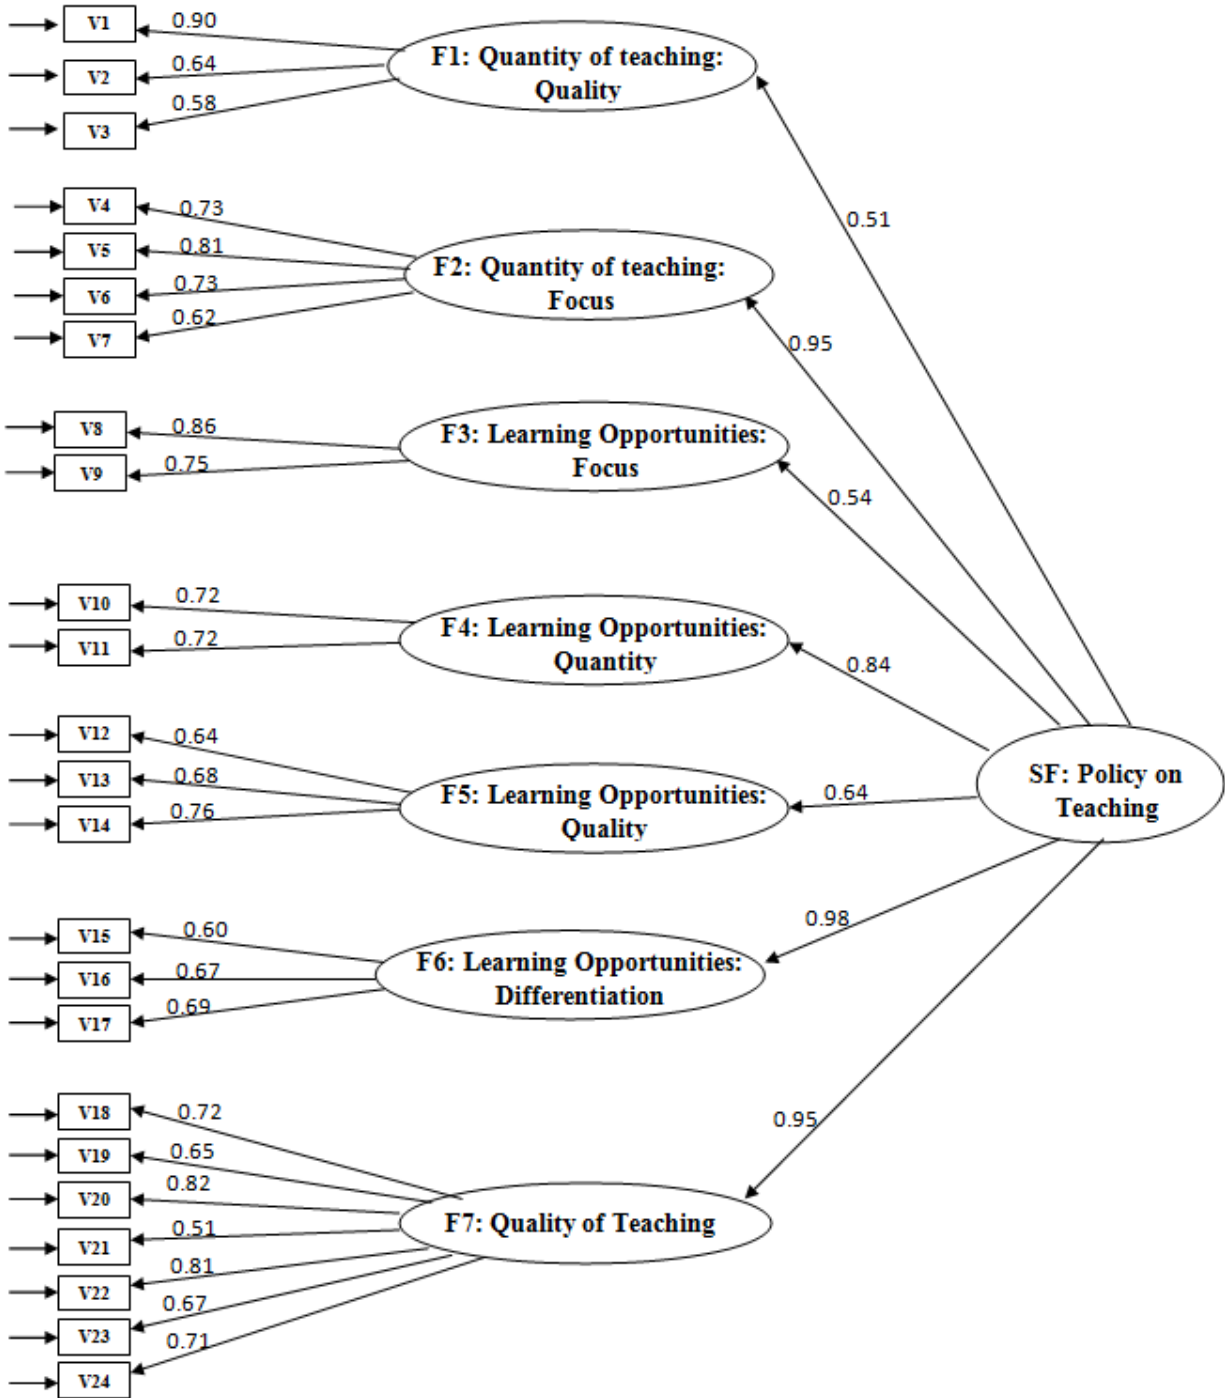 V1
0.90
V2
0.64
V3
0.58
F1: Quantity of teaching:
Quality
0.51
V4
0.73
V5
0.81
V6
0.73
V7
0.62
F2: Quantity of teaching:
Focus
0.95
V8
0.86
V9
0.75
F3: Learning Opportunities:
Focus
0.54
V10
0.72
V11
0.72
F4: Learning Opportunities:
Quantity
0.84
V12
0.64
V13
0.68
V14
0.76
F5: Learning Opportunities:
Quality
0.64
SF: Policy on
Teaching
V15
0.60
V16
0.67
V17
0.69
F6: Learning Opportunities:
Differentiation
0.98
V18
0.72
V19
0.65
V20
0.82
V21
0.51
V22
0.81
V23
0.67
V24
0.71
F7: Quality of Teaching
0.95